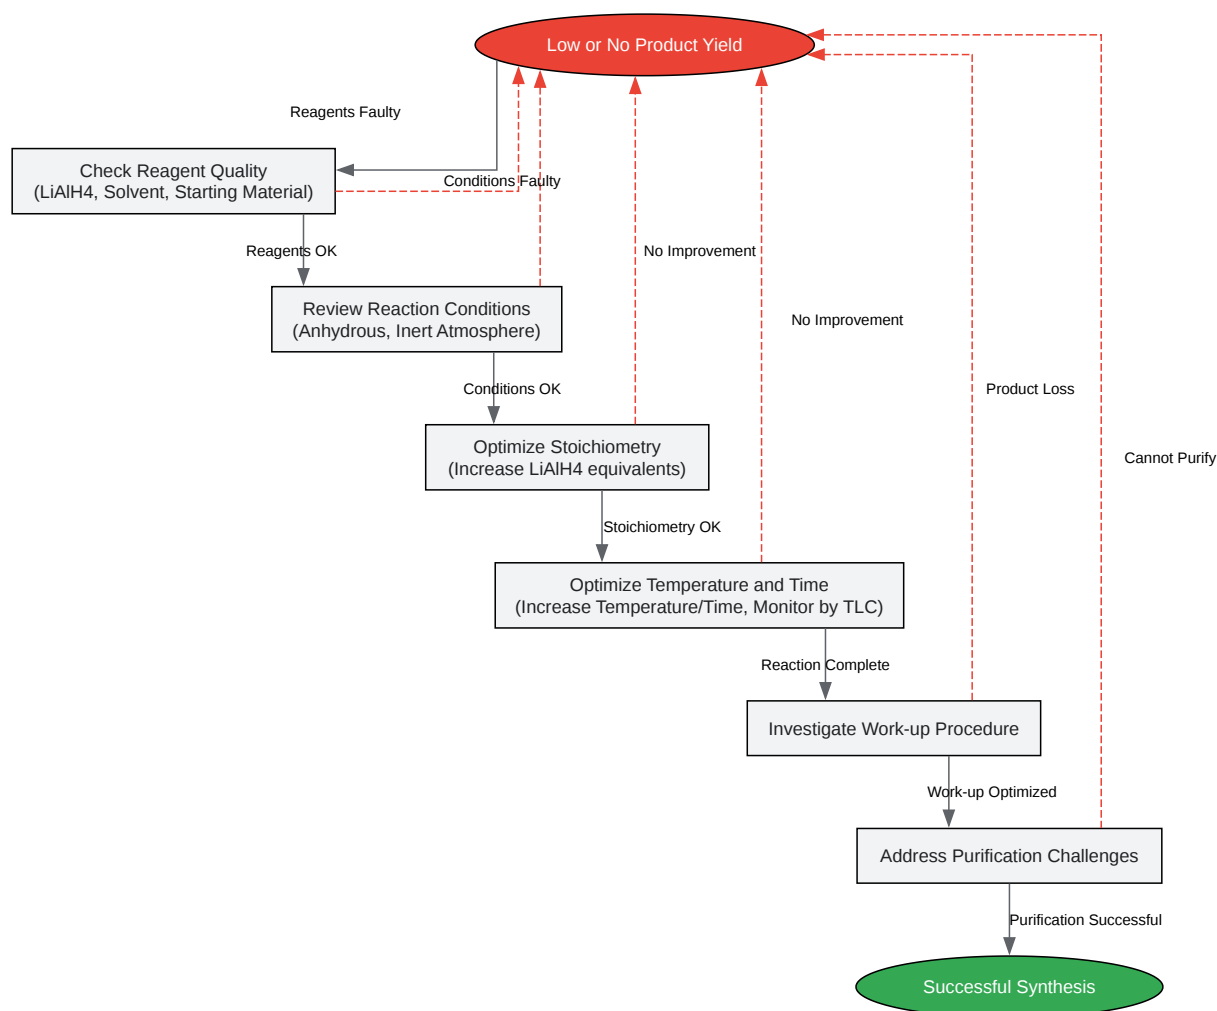 Low or No Product Yield
Reagents Faulty
Check Reagent Quality
(LiAlH4, Solvent, Starting Material)
Conditions Faulty
Reagents OK
No Improvement
Review Reaction Conditions
(Anhydrous, Inert Atmosphere)
No Improvement
Conditions OK
Product Loss
Optimize Stoichiometry
(Increase LiAlH4 equivalents)
Cannot Purify
Stoichiometry OK
Optimize Temperature and Time
(Increase Temperature/Time, Monitor by TLC)
Reaction Complete
Investigate Work-up Procedure
Work-up Optimized
Address Purification Challenges
Purification Successful
Successful Synthesis